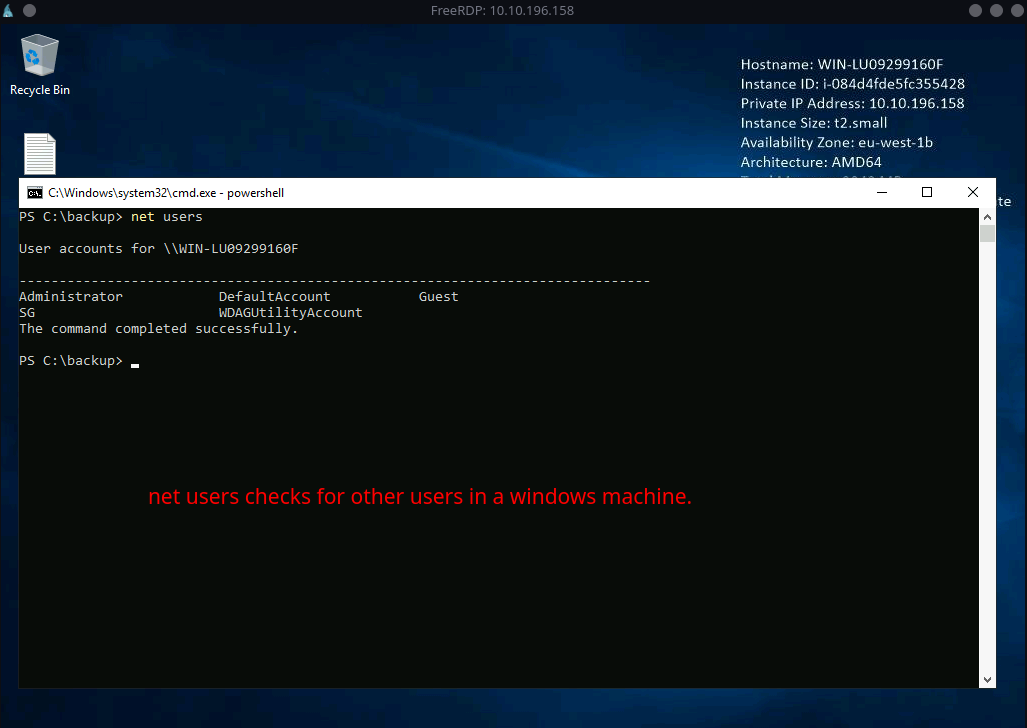 FreeRDP: 10.10.196.158
Recycle Bin
Hostname: WIN-LU09299160F
Instance ID: i-084d4fde5fc355428
Private IP Address: 10.10.196.158
Instance Size: t2.small
Availability Zone: eu-west-1b
Architecture: AMD64
C:\Windows\system32\cmd.exe - powershell
PS C:\backup> net users
User accounts for \\WIN-LU09299160F
-------------------------------------------------------------------------------
Administrator DefaultAccount Guest
SG WDAGUtilityAccount
The command completed successfully.
PS C:\backup>
net users checks for other users in a windows machine.